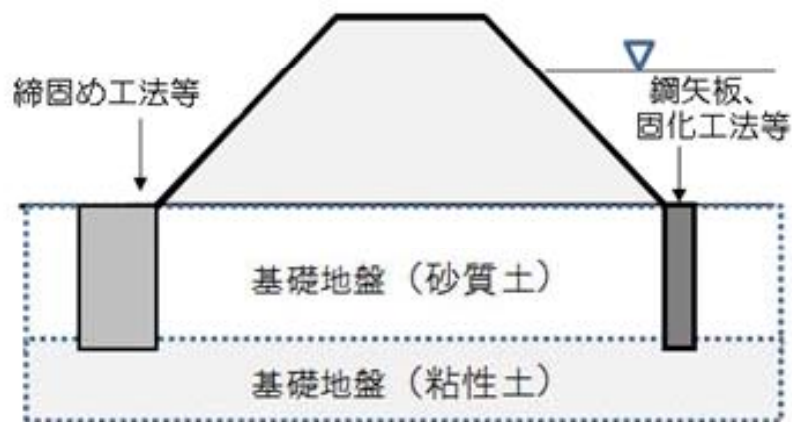 締固め工法等
鋼矢板、
固化工法等
基礎地盤（砂質土）
基礎地盤（粘性土）